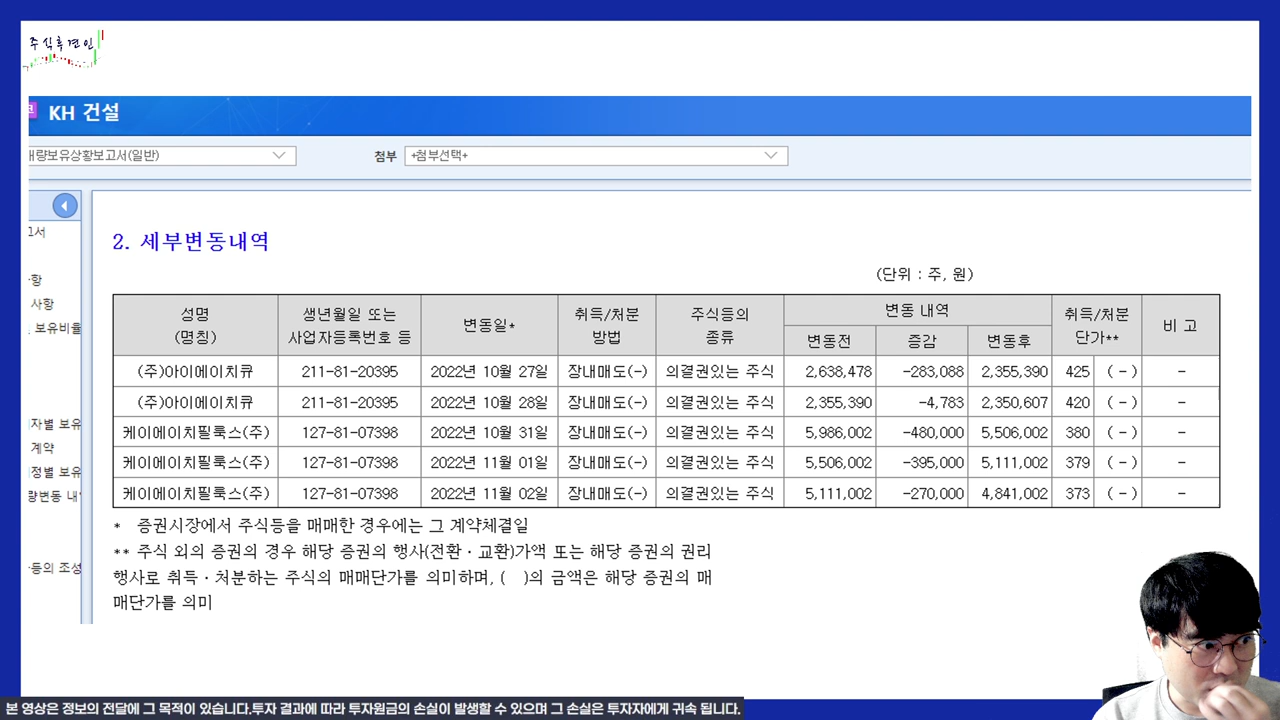 주식후견인
KH 건설
대량보유상황보고서(일반)
첨부 +첨부선택+
2. 세부변동내역
(단위 : 주, 원)
성명 (명칭) 생년월일 또는 사업자등록번호 등 변동일* 취득/처분 방법 주식등의 종류 변동 내역 취득/처분 단가** 비 고
변동전 증감 변동후
(주)아이에이치큐 211-81-20395 2022년 10월 27일 장내매도(-) 의결권있는 주식 2,638,478 -283,088 2,355,390 425 ( - ) -
(주)아이에이치큐 211-81-20395 2022년 10월 28일 장내매도(-) 의결권있는 주식 2,355,390 -4,783 2,350,607 420 ( - ) -
케이에이치필룩스(주) 127-81-07398 2022년 10월 31일 장내매도(-) 의결권있는 주식 5,986,002 -480,000 5,506,002 380 ( - ) -
케이에이치필룩스(주) 127-81-07398 2022년 11월 01일 장내매도(-) 의결권있는 주식 5,506,002 -395,000 5,111,002 379 ( - ) -
케이에이치필룩스(주) 127-81-07398 2022년 11월 02일 장내매도(-) 의결권있는 주식 5,111,002 -270,000 4,841,002 373 ( - ) -
* 증권시장에서 주식등을 매매한 경우에는 그 계약체결일
** 주식 외의 증권의 경우 해당 증권의 행사(전환ㆍ교환)가액 또는 해당 증권의 권리
행사로 취득ㆍ처분하는 주식의 매매단가를 의미하며, ( )의 금액은 해당 증권의 매
매단가를 의미
고서
사항
보유비율
계약
본 영상은 정보의 전달에 그 목적이 있습니다.투자 결과에 따라 투자원금의 손실이 발생할 수 있으며 그 손실은 투자자에게 귀속 됩니다.